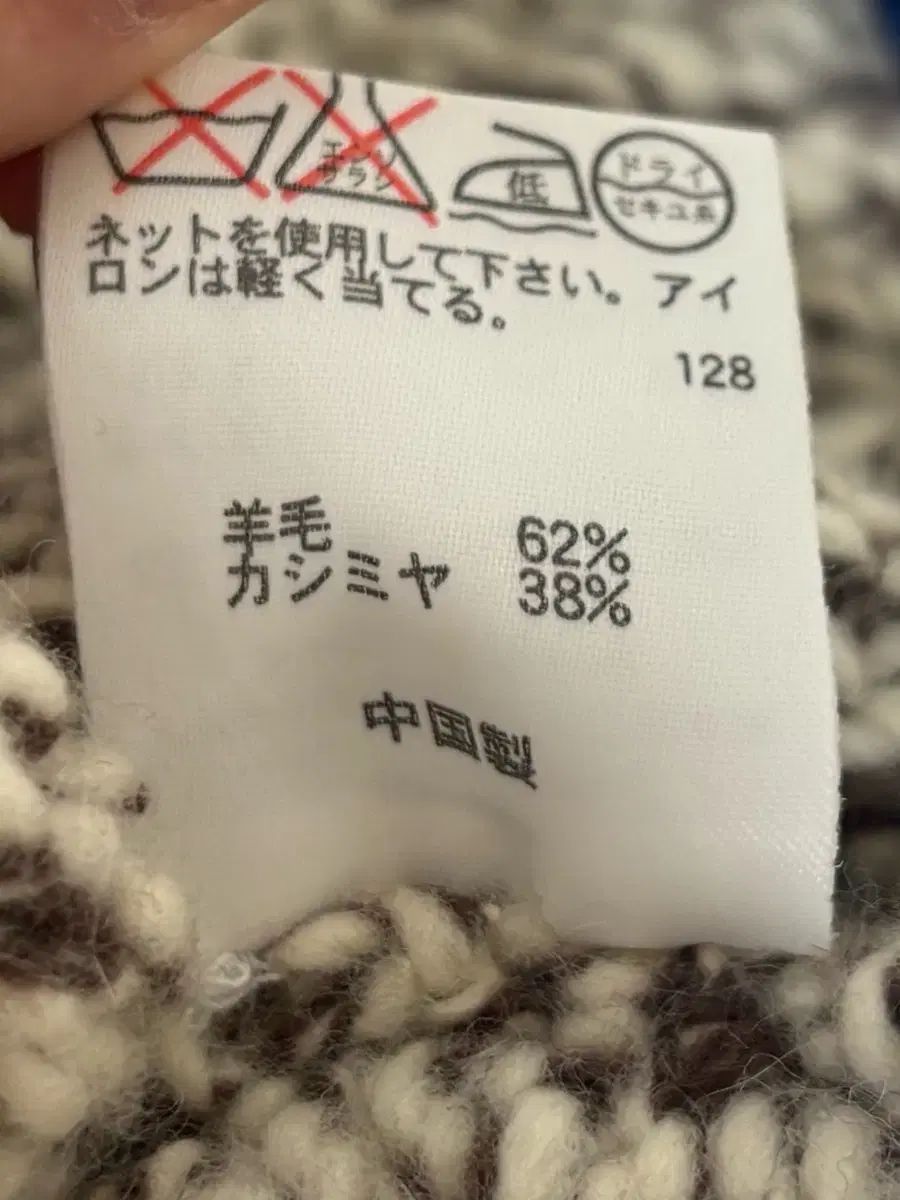 エンソ
サラシ
低
ドライ
セキユ系
ネットを使用して下さい。アイ
ロンは軽く当てる。
128
羊毛 62%
カシミヤ 38%
中国製